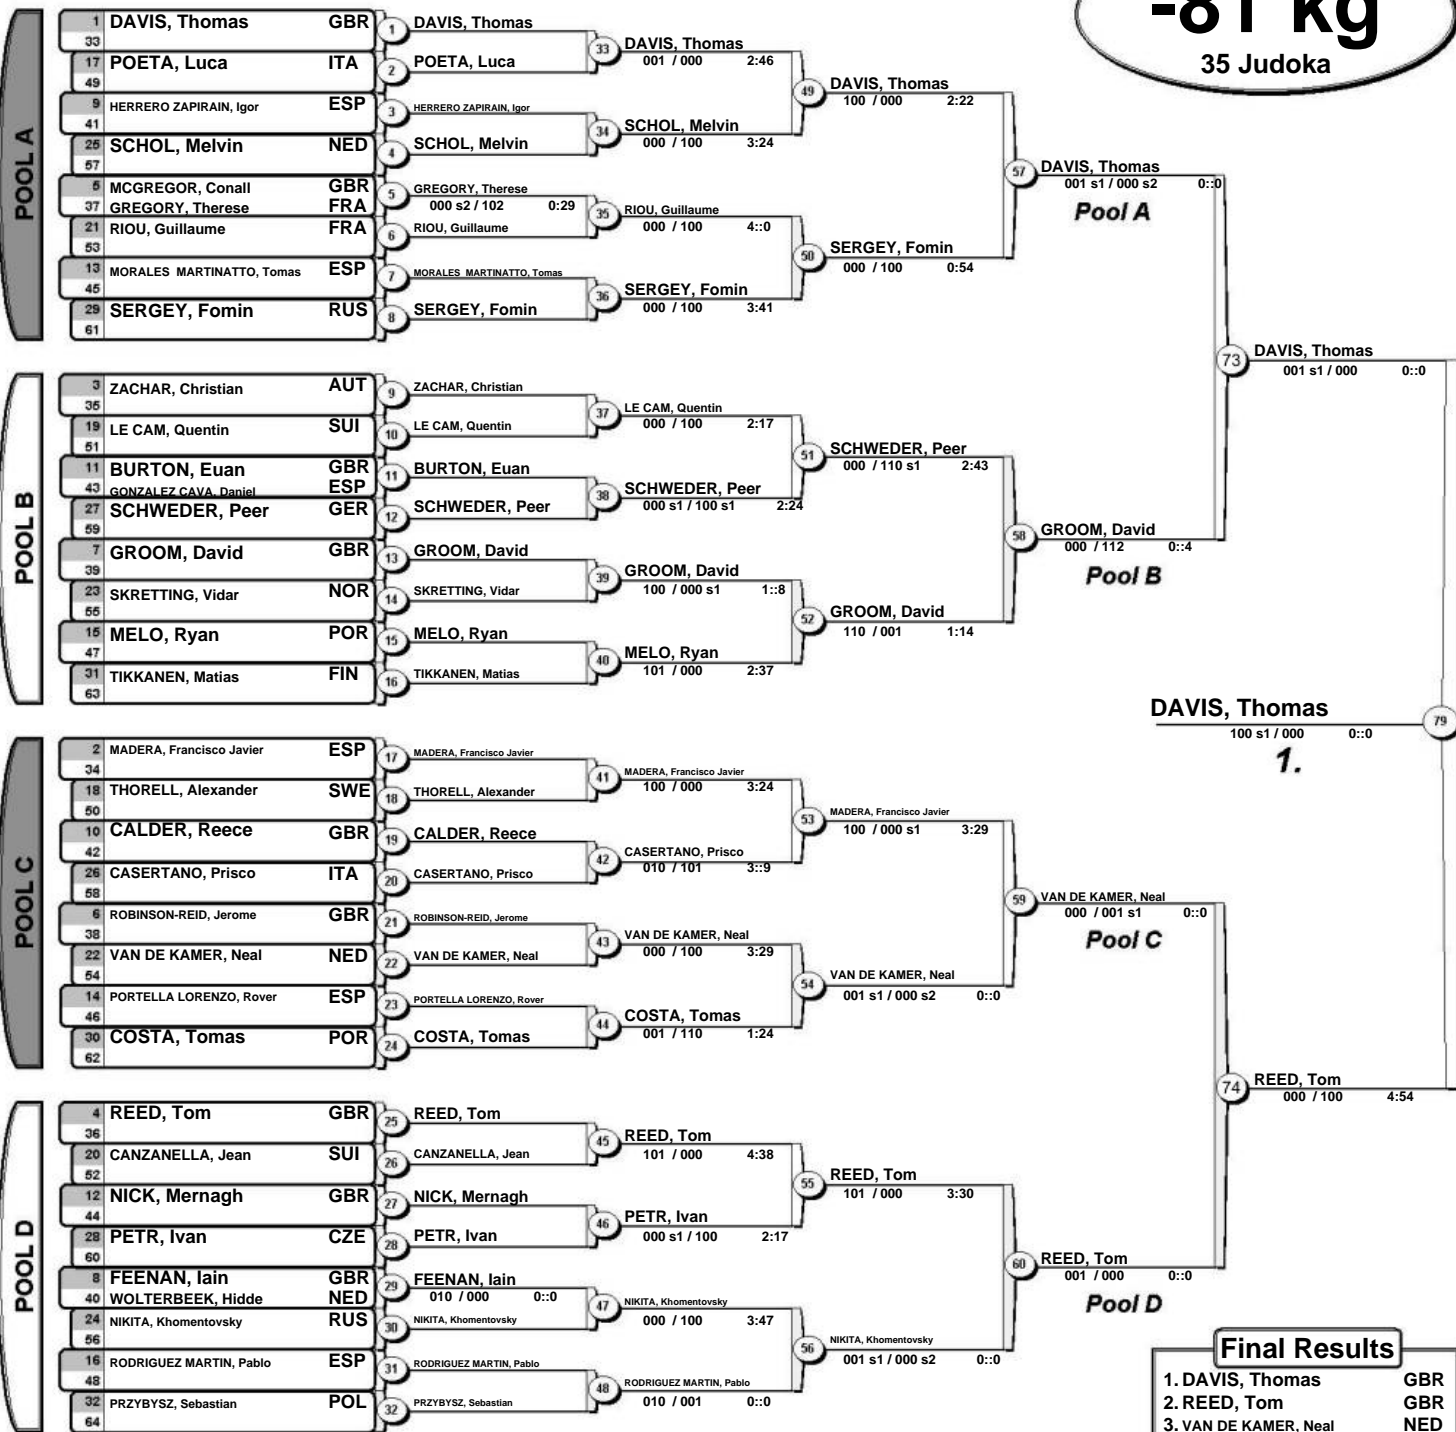 -81 kg
35 Judoka
POOL A
1 DAVIS, Thomas GBR
33
17 POETA, Luca ITA
49
9 HERRERO ZAPIRAIN, Igor ESP
41
25 SCHOL, Melvin NED
57
5 MCGREGOR, Conall GBR
37 GREGORY, Therese FRA
21 RIOU, Guillaume FRA
53
13 MORALES MARTINATTO, Tomas ESP
45
29 SERGEY, Fomin RUS
61
1 DAVIS, Thomas
2 POETA, Luca
3 HERRERO ZAPIRAIN, Igor
4 SCHOL, Melvin
5 GREGORY, Therese
000 s2 / 102 0:29
6 RIOU, Guillaume
7 MORALES MARTINATTO, Tomas
8 SERGEY, Fomin
33 DAVIS, Thomas
001 / 000 2:46
34 SCHOL, Melvin
000 / 100 3:24
35 RIOU, Guillaume
000 / 100 4::0
36 SERGEY, Fomin
000 / 100 3:41
49 DAVIS, Thomas
100 / 000 2:22
50 SERGEY, Fomin
000 / 100 0:54
57 DAVIS, Thomas
001 s1 / 000 s2 0::0
Pool A
POOL B
3 ZACHAR, Christian AUT
35
19 LE CAM, Quentin SUI
51
11 BURTON, Euan GBR
43 GONZALEZ CAVA, Daniel ESP
27 SCHWEDER, Peer GER
59
7 GROOM, David GBR
39
23 SKRETTING, Vidar NOR
55
15 MELO, Ryan POR
47
31 TIKKANEN, Matias FIN
63
9 ZACHAR, Christian
10 LE CAM, Quentin
11 BURTON, Euan
12 SCHWEDER, Peer
13 GROOM, David
14 SKRETTING, Vidar
15 MELO, Ryan
16 TIKKANEN, Matias
37 LE CAM, Quentin
000 / 100 2:17
38 SCHWEDER, Peer
000 s1 / 100 s1 2:24
39 GROOM, David
100 / 000 s1 1::8
40 MELO, Ryan
101 / 000 2:37
51 SCHWEDER, Peer
000 / 110 s1 2:43
52 GROOM, David
110 / 001 1:14
58 GROOM, David
000 / 112 0::4
Pool B
73 DAVIS, Thomas
001 s1 / 000 0::0
DAVIS, Thomas 79
100 s1 / 000 0::0
1.
POOL C
2 MADERA, Francisco Javier ESP
34
18 THORELL, Alexander SWE
50
10 CALDER, Reece GBR
42
26 CASERTANO, Prisco ITA
58
6 ROBINSON-REID, Jerome GBR
38
22 VAN DE KAMER, Neal NED
54
14 PORTELLA LORENZO, Rover ESP
46
30 COSTA, Tomas POR
62
17 MADERA, Francisco Javier
18 THORELL, Alexander
19 CALDER, Reece
20 CASERTANO, Prisco
21 ROBINSON-REID, Jerome
22 VAN DE KAMER, Neal
23 PORTELLA LORENZO, Rover
24 COSTA, Tomas
41 MADERA, Francisco Javier
100 / 000 3:24
42 CASERTANO, Prisco
010 / 101 3::9
43 VAN DE KAMER, Neal
000 / 100 3:29
44 COSTA, Tomas
001 / 110 1:24
53 MADERA, Francisco Javier
100 / 000 s1 3:29
54 VAN DE KAMER, Neal
001 s1 / 000 s2 0::0
59 VAN DE KAMER, Neal
000 / 001 s1 0::0
Pool C
POOL D
4 REED, Tom GBR
36
20 CANZANELLA, Jean SUI
52
12 NICK, Mernagh GBR
44
28 PETR, Ivan CZE
60
8 FEENAN, Iain GBR
40 WOLTERBEEK, Hidde NED
24 NIKITA, Khomentovsky RUS
56
16 RODRIGUEZ MARTIN, Pablo ESP
48
32 PRZYBYSZ, Sebastian POL
64
25 REED, Tom
26 CANZANELLA, Jean
27 NICK, Mernagh
28 PETR, Ivan
29 FEENAN, Iain
010 / 000 0::0
30 NIKITA, Khomentovsky
31 RODRIGUEZ MARTIN, Pablo
32 PRZYBYSZ, Sebastian
45 REED, Tom
101 / 000 4:38
46 PETR, Ivan
000 s1 / 100 2:17
47 NIKITA, Khomentovsky
000 / 100 3:47
48 RODRIGUEZ MARTIN, Pablo
010 / 001 0::0
55 REED, Tom
101 / 000 3:30
56 NIKITA, Khomentovsky
001 s1 / 000 s2 0::0
60 REED, Tom
001 / 000 0::0
Pool D
74 REED, Tom
000 / 100 4:54
Final Results
1. DAVIS, Thomas GBR
2. REED, Tom GBR
3. VAN DE KAMER, Neal NED